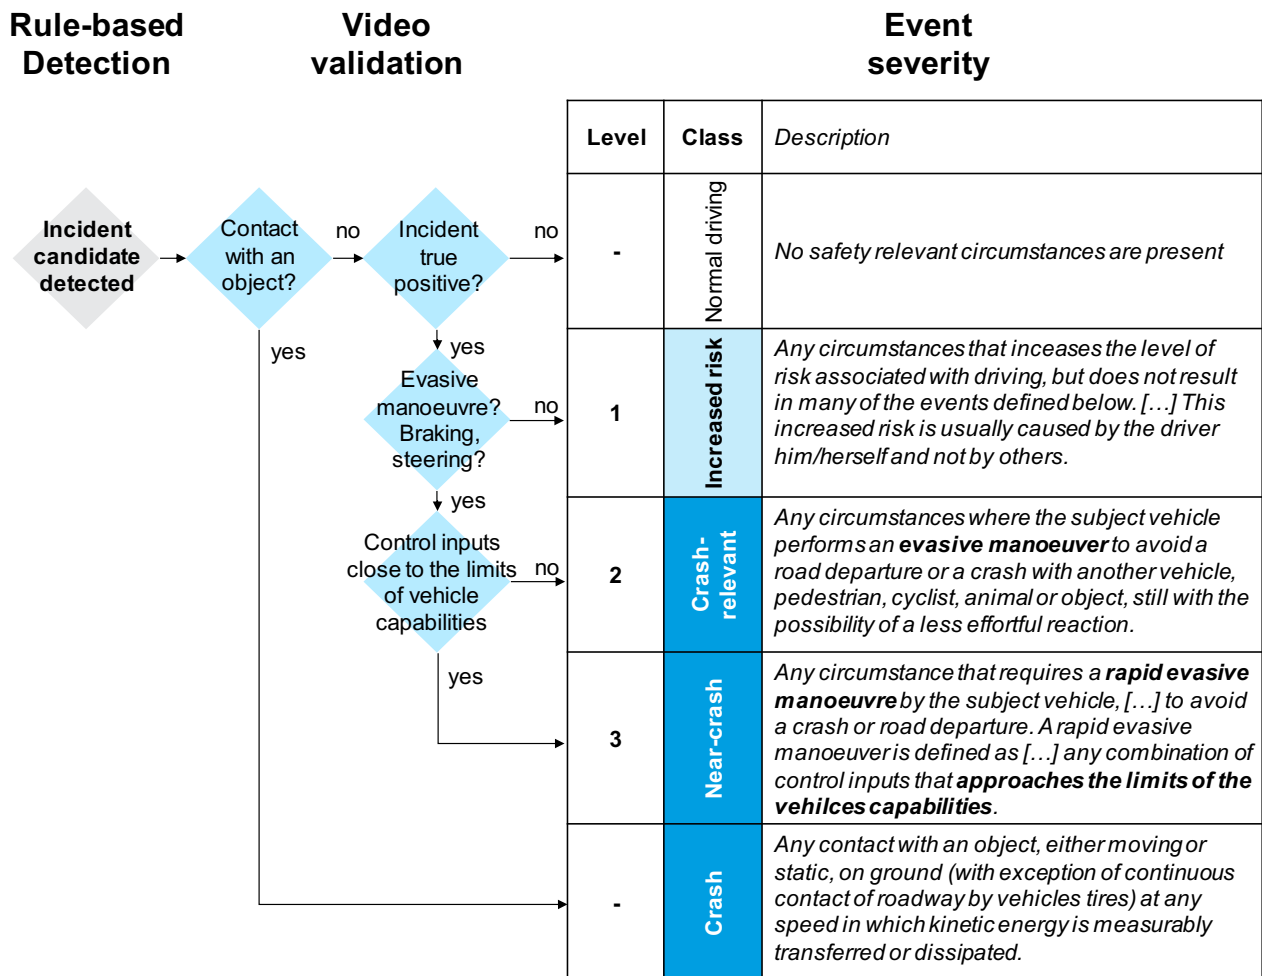 Rule-based
Detection
Video
validation
Event
severity
Level
Class
Description
Incident
candidate
detected
Contact
with an
object?
no
yes
Incident
true
positive?
no
yes
Evasive
manoeuvre?
Braking,
steering?
no
yes
Control inputs
close to the limits
of vehicle
capabilities
no
yes
-
Normal driving
No safety relevant circumstances are present
1
Increased risk
Any circumstances that inceases the level of
risk associated with driving, but does not result
in many of the events defined below. […] This
increased risk is usually caused by the driver
him/herself and not by others.
2
Crash-
relevant
Any circumstances where the subject vehicle
performs an evasive manoeuver to avoid a
road departure or a crash with another vehicle,
pedestrian, cyclist, animal or object, still with the
possibility of a less effortful reaction.
3
Near-crash
Any circumstance that requires a rapid evasive
manoeuvre by the subject vehicle, […] to avoid
a crash or road departure. A rapid evasive
manoeuver is defined as […] any combination of
control inputs that approaches the limits of the
vehilces capabilities.
-
Crash
Any contact with an object, either moving or
static, on ground (with exception of continuous
contact of roadway by vehicles tires) at any
speed in which kinetic energy is measurably
transferred or dissipated.